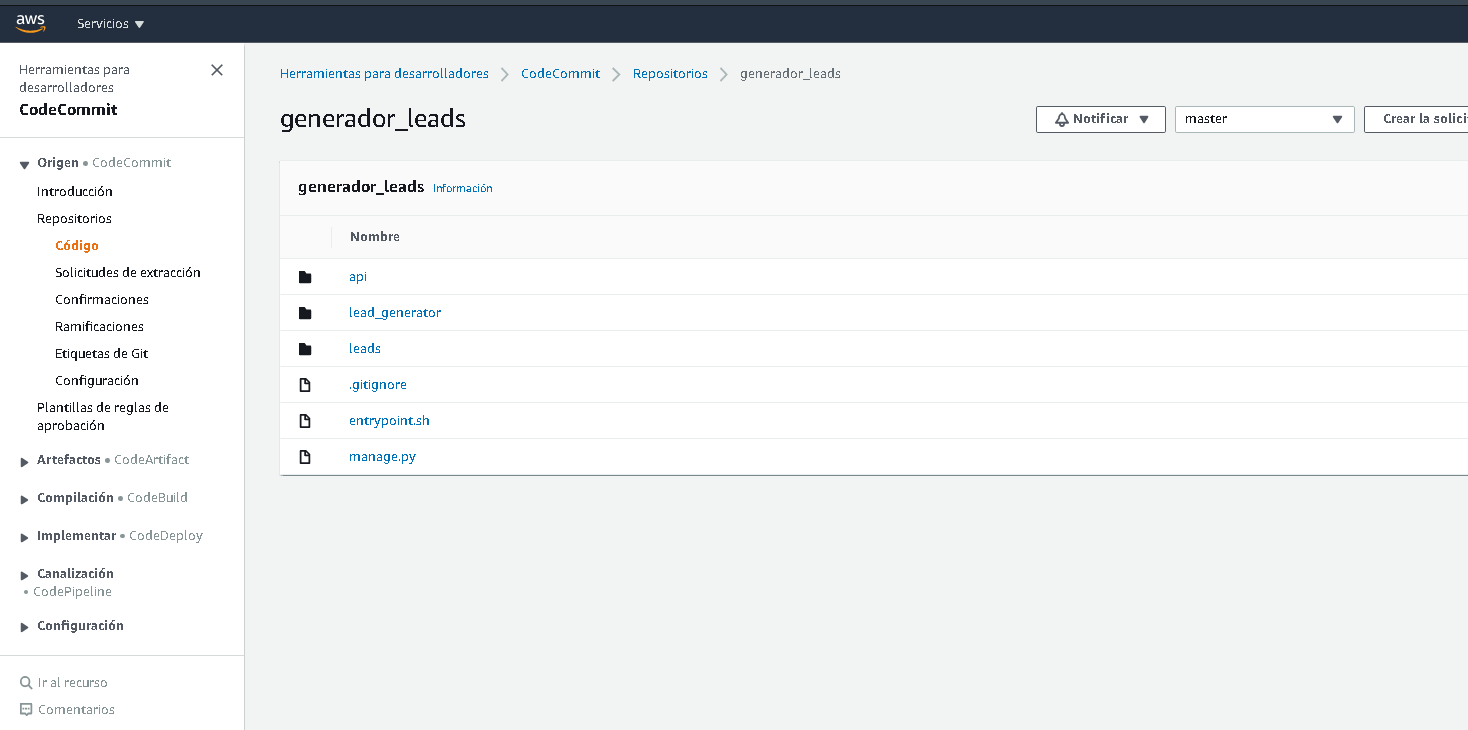 aws
Servicios
Herramientas para
desarrolladores
CodeCommit
Origen • CodeCommit
Introducción
Repositorios
Código
Solicitudes de extracción
Confirmaciones
Ramificaciones
Etiquetas de Git
Configuración
Plantillas de reglas de
aprobación
Artefactos • CodeArtifact
Compilación • CodeBuild
Implementar • CodeDeploy
Canalización
• CodePipeline
Configuración
Ir al recurso
Comentarios
Herramientas para desarrolladores > CodeCommit > Repositorios > generador_leads
generador_leads
Notificar
master
Crear la solici
generador_leads Información
Nombre
api
lead_generator
leads
.gitignore
entrypoint.sh
manage.py